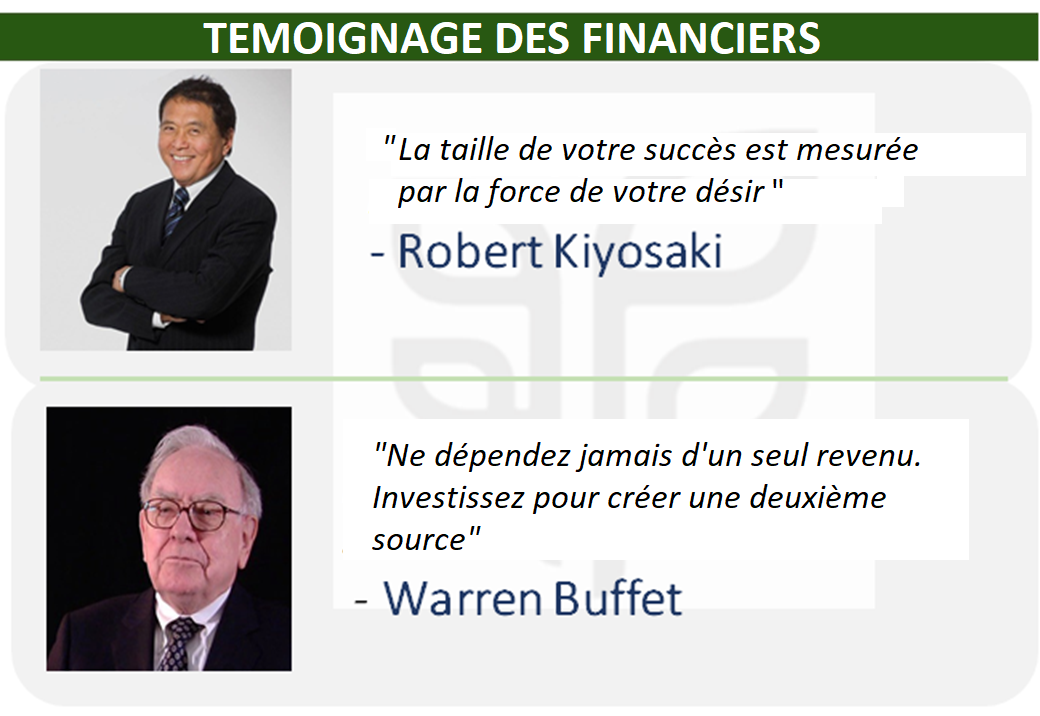 TEMOIGNAGE DES FINANCIERS
"La taille de votre succès est mesurée
par la force de votre désir "
- Robert Kiyosaki
"Ne dépendez jamais d'un seul revenu.
Investissez pour créer une deuxième
source"
- Warren Buffet